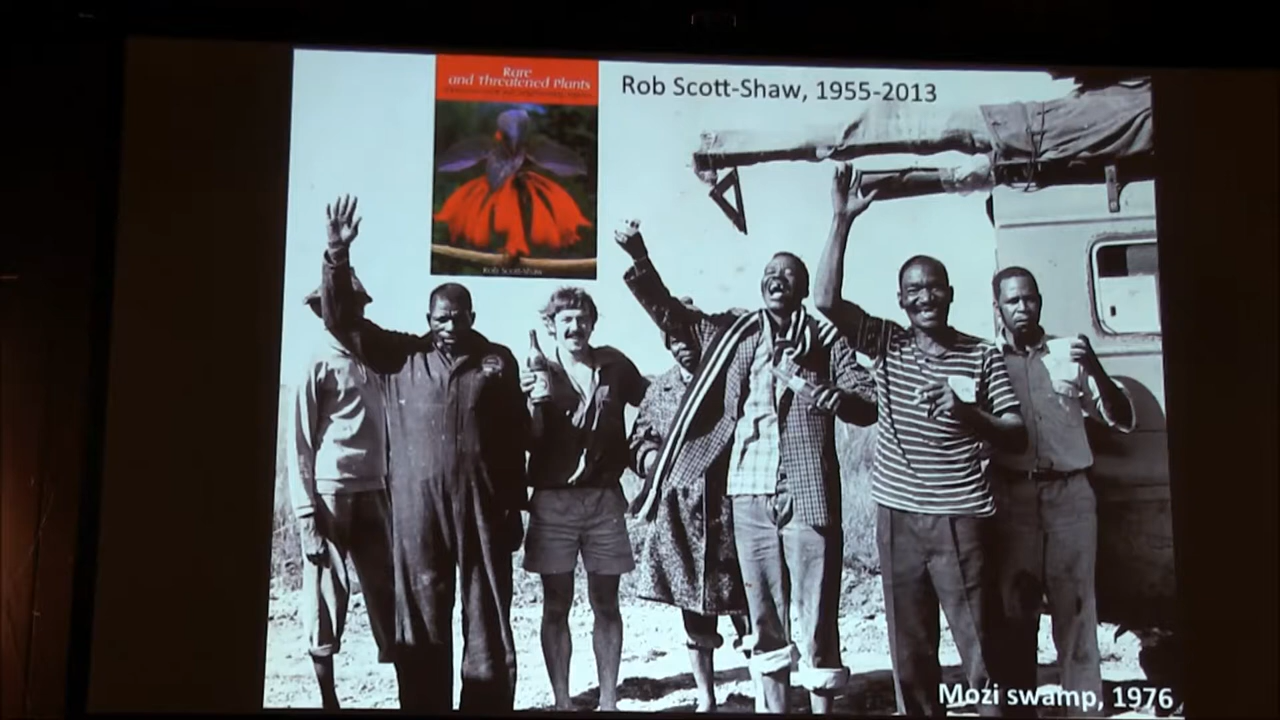 Rare
and Threatened Plants
Rob Scott-Shaw, 1955-2013
Rob Scott-Shaw
Mozi swamp, 1976